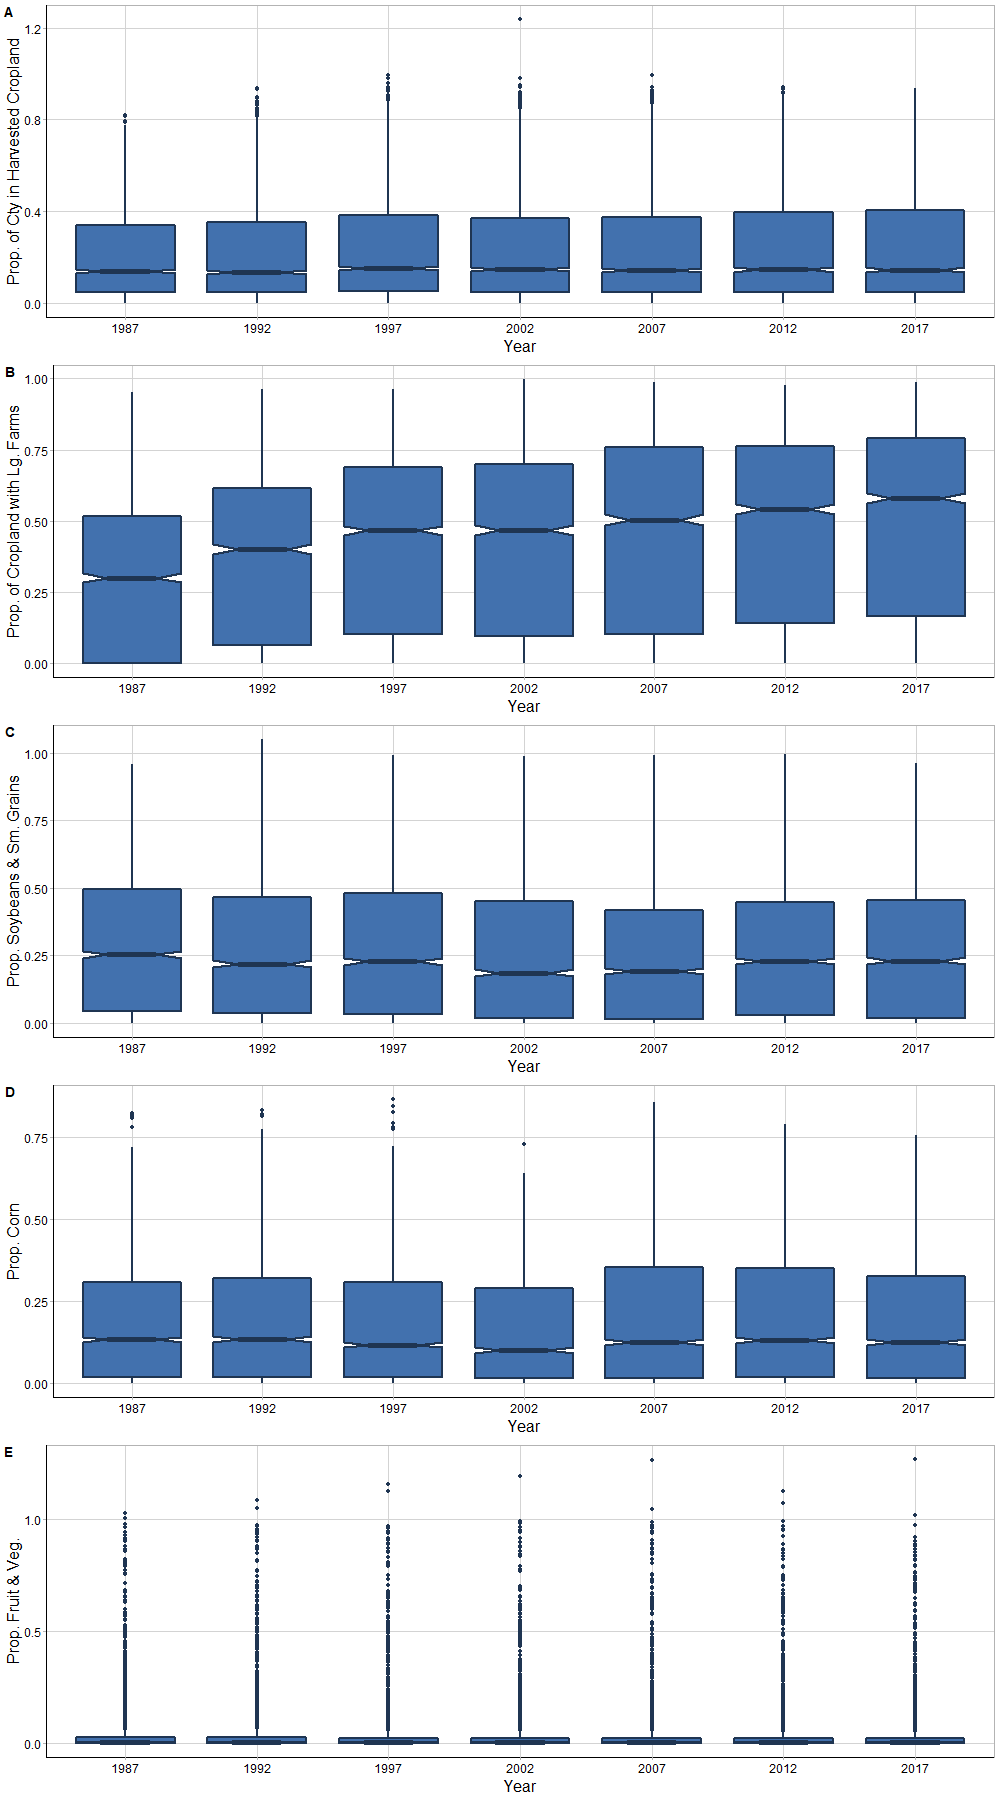 A
Prop. of Cty in Harvested Cropland
1.2
0.8
0.4
0.0
1987 1992 1997 2002 2007 2012 2017
Year
B
Prop. of Cropland with Lg. Farms
1.00
0.75
0.50
0.25
0.00
1987 1992 1997 2002 2007 2012 2017
Year
C
Prop. Soybeans & Sm. Grains
1.00
0.75
0.50
0.25
0.00
1987 1992 1997 2002 2007 2012 2017
Year
D
Prop. Corn
0.75
0.50
0.25
0.00
1987 1992 1997 2002 2007 2012 2017
Year
E
Prop. Fruit & Veg.
1.0
0.5
0.0
1987 1992 1997 2002 2007 2012 2017
Year